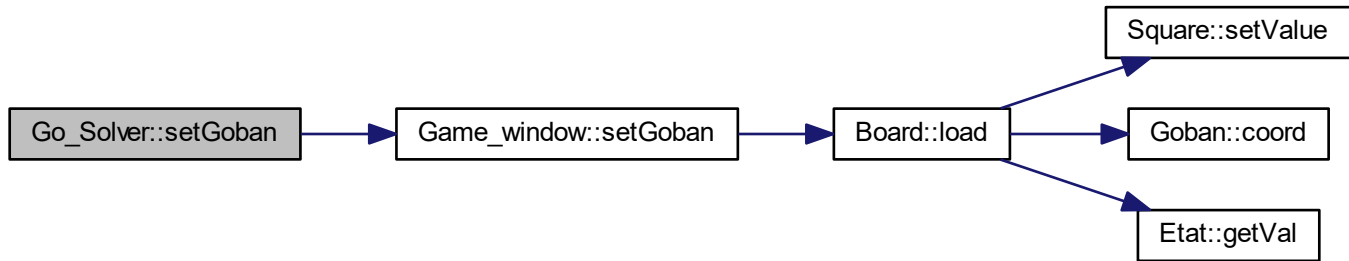 Square::setValue
Go_Solver::setGoban
Game_window::setGoban
Board::load
Goban::coord
Etat::getVal